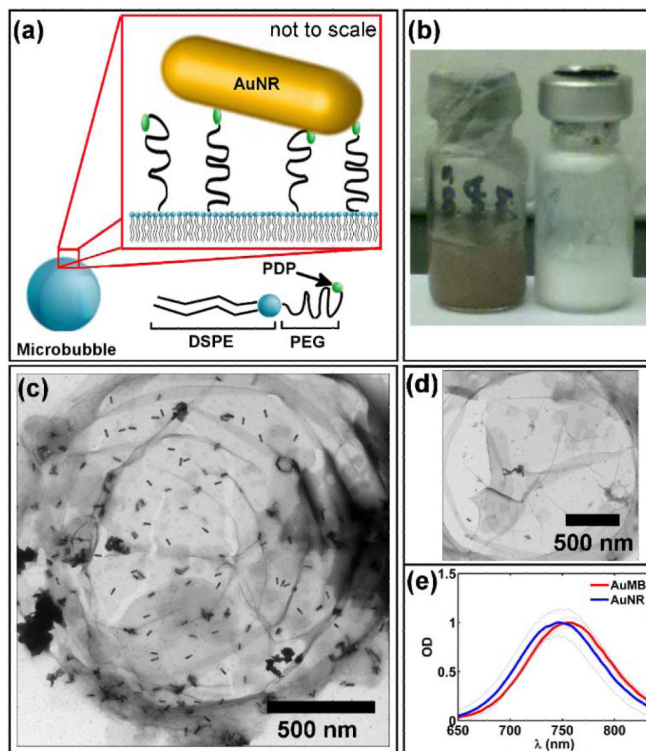 (a)
not to scale
AuNR
PDP
Microbubble
DSPE
PEG
(b)
(c)
500 nm
(d)
500 nm
(e)
1.5
1
0.5
0
OD
AuMB
AuNR
650
700
750
800
λ (nm)